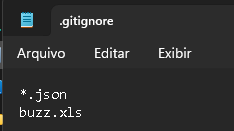 .gitignore
Arquivo Editar Exibir
*.json
buzz.xls